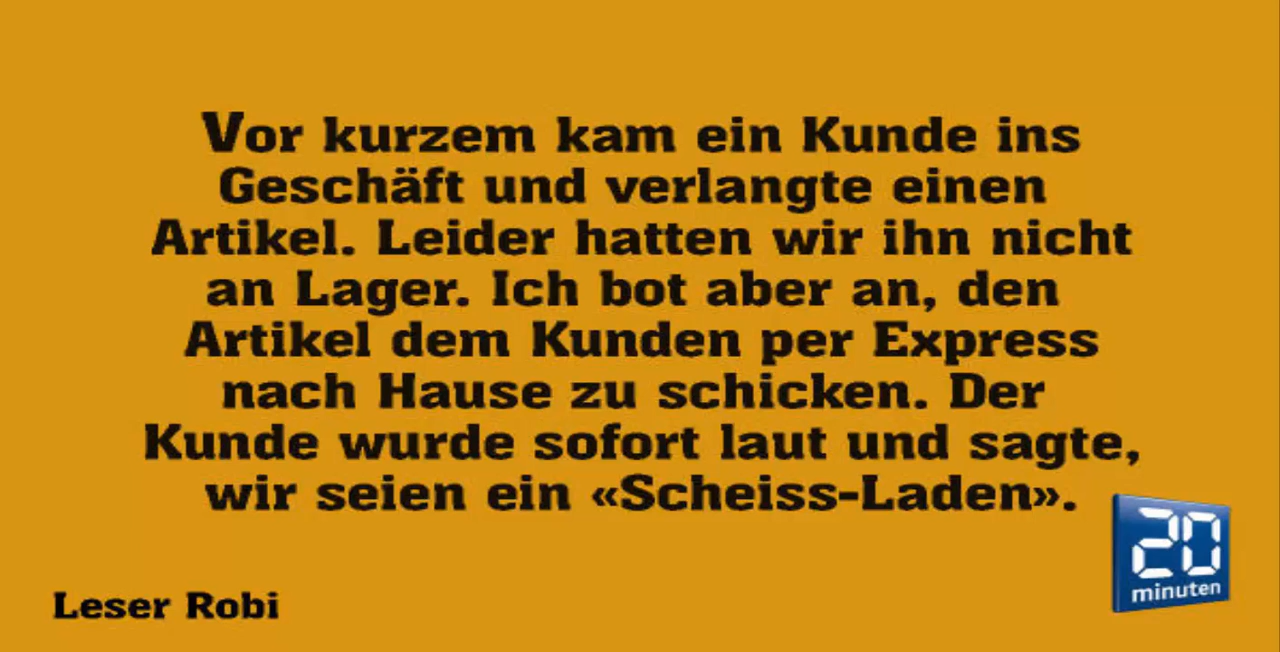 Vor kurzem kam ein Kunde ins
Geschäft und verlangte einen
Artikel. Leider hatten wir ihn nicht
an Lager. Ich bot aber an, den
Artikel dem Kunden per Express
nach Hause zu schicken. Der
Kunde wurde sofort laut und sagte,
wir seien ein «Scheiss-Laden».
20
minuten
Leser Robi